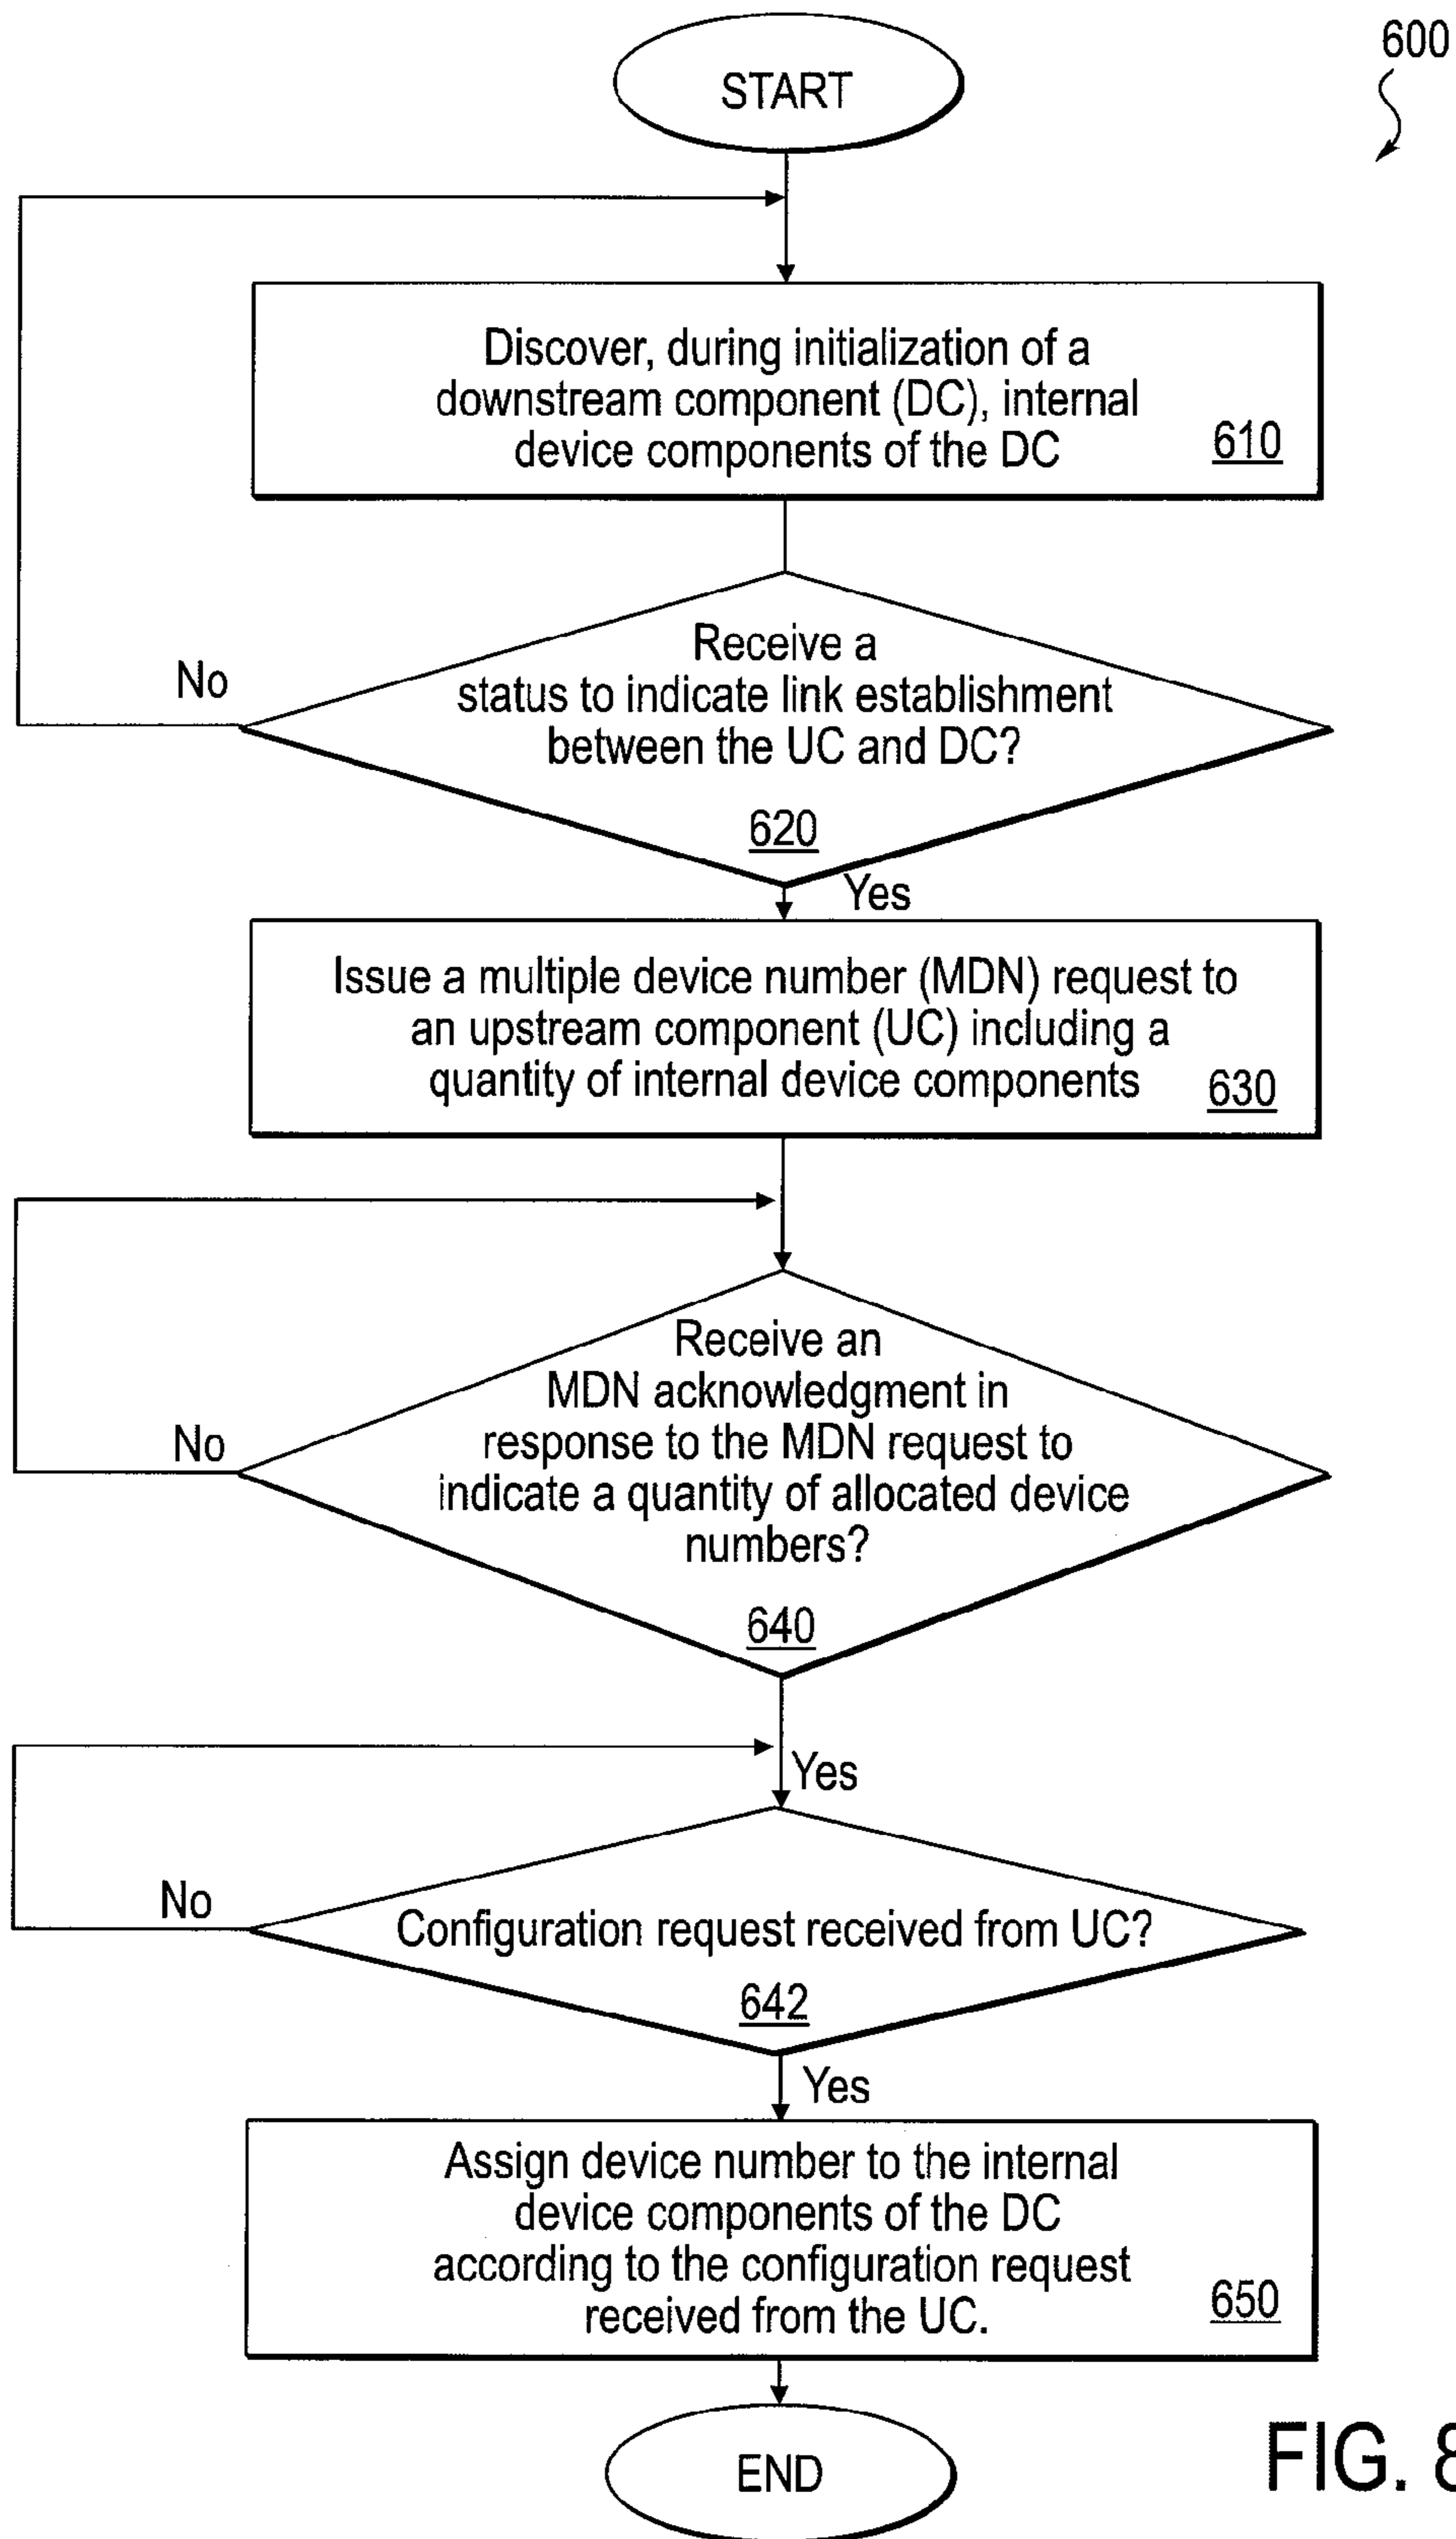 600
START
Discover, during initialization of a
downstream component (DC), internal
device components of the DC
610
Receive a
status to indicate link establishment
between the UC and DC?
No
620
Yes
Issue a multiple device number (MDN) request to
an upstream component (UC) including a
quantity of internal device components
630
Receive an
MDN acknowledgment in
response to the MDN request to
indicate a quantity of allocated device
numbers?
No
640
Yes
Configuration request received from UC?
No
642
Yes
Assign device number to the internal
device components of the DC
according to the configuration request
received from the UC.
650
END
FIG. 8